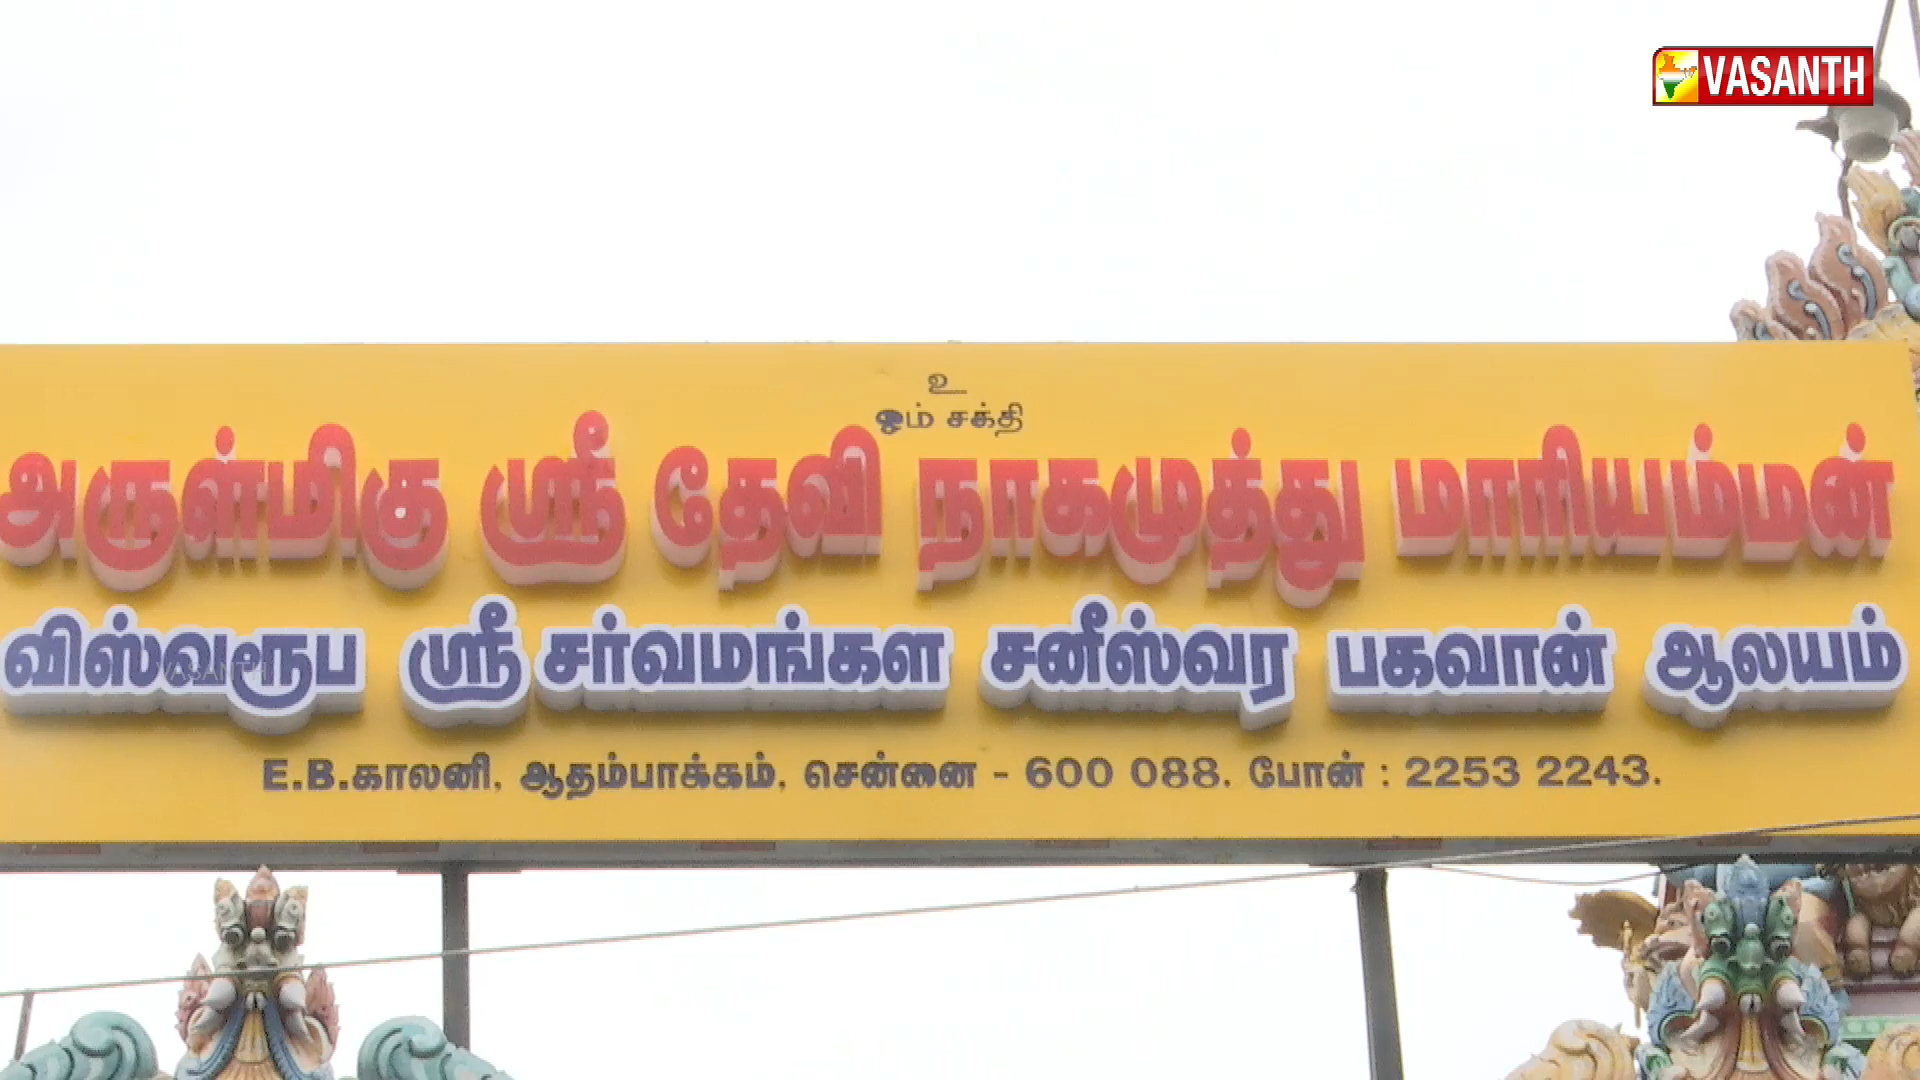 VASANTH
உ
ஓம் சக்தி
அருள்மிகு ஸ்ரீ தேவி நாகமுத்து மாரியம்மன்
விஸ்வரூப ஸ்ரீ சர்வமங்கள சனீஸ்வர பகவான் ஆலயம்
VASANTH
E.B.காலனி, ஆதம்பாக்கம், சென்னை - 600 088. போன் : 2253 2243.